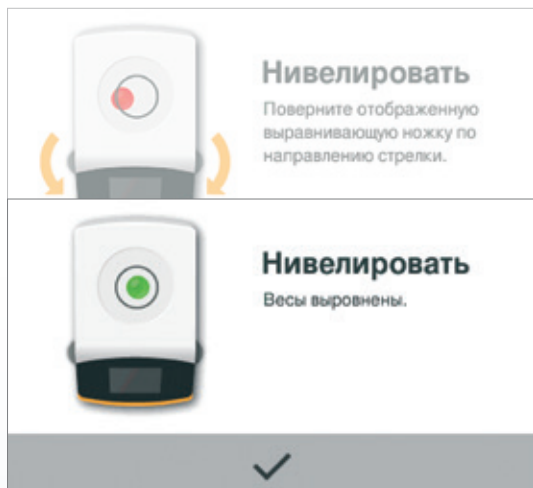 Нивелировать
Поверните отображенную
выравнивающую ножку по
направлению стрелки.
Нивелировать
Весы выровнены.